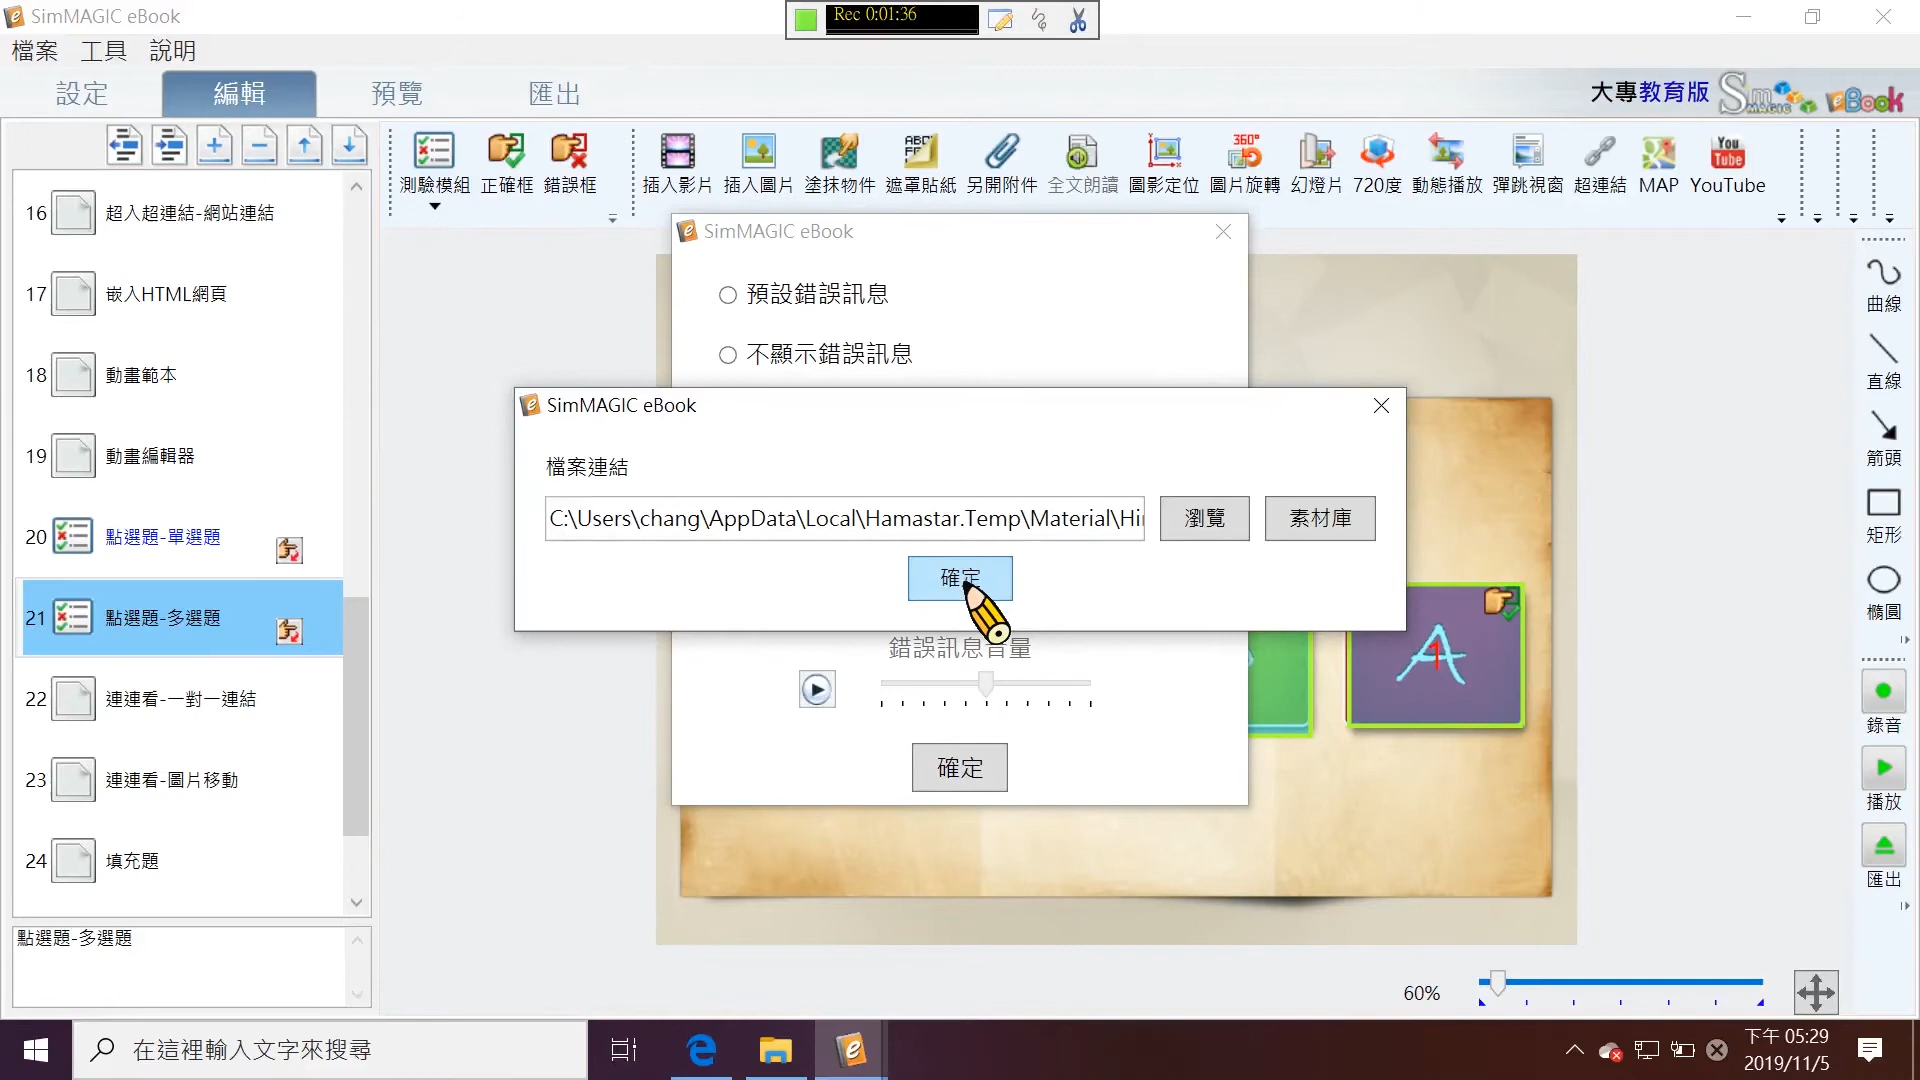 SimMAGIC eBook
Rec 0:01:36
檔案 工具 說明
設定 編輯 預覽 匯出
大專教育版 SimMAGIC eBook
測驗模組 正確框 錯誤框 插入影片 插入圖片 塗抹物件 遮罩貼紙 另開附件 全文朗讀 圖影定位 圖片旋轉 幻燈片 720度 動態播放 彈跳視窗 超連結 MAP YouTube
16 超入超連結-網站連結
17 嵌入HTML網頁
18 動畫範本
19 動畫編輯器
20 點選題-單選題
21 點選題-多選題
22 連連看-一對一連結
23 連連看-圖片移動
24 填充題
點選題-多選題
SimMAGIC eBook
預設錯誤訊息
不顯示錯誤訊息
SimMAGIC eBook
檔案連結
C:\Users\chang\AppData\Local\Hamastar.Temp\Material\Hi
瀏覽
素材庫
確定
錯誤訊息音量
確定
A
1
曲線
直線
箭頭
矩形
橢圓
錄音
播放
匯出
60%
在這裡輸入文字來搜尋
下午 05:29
2019/11/5